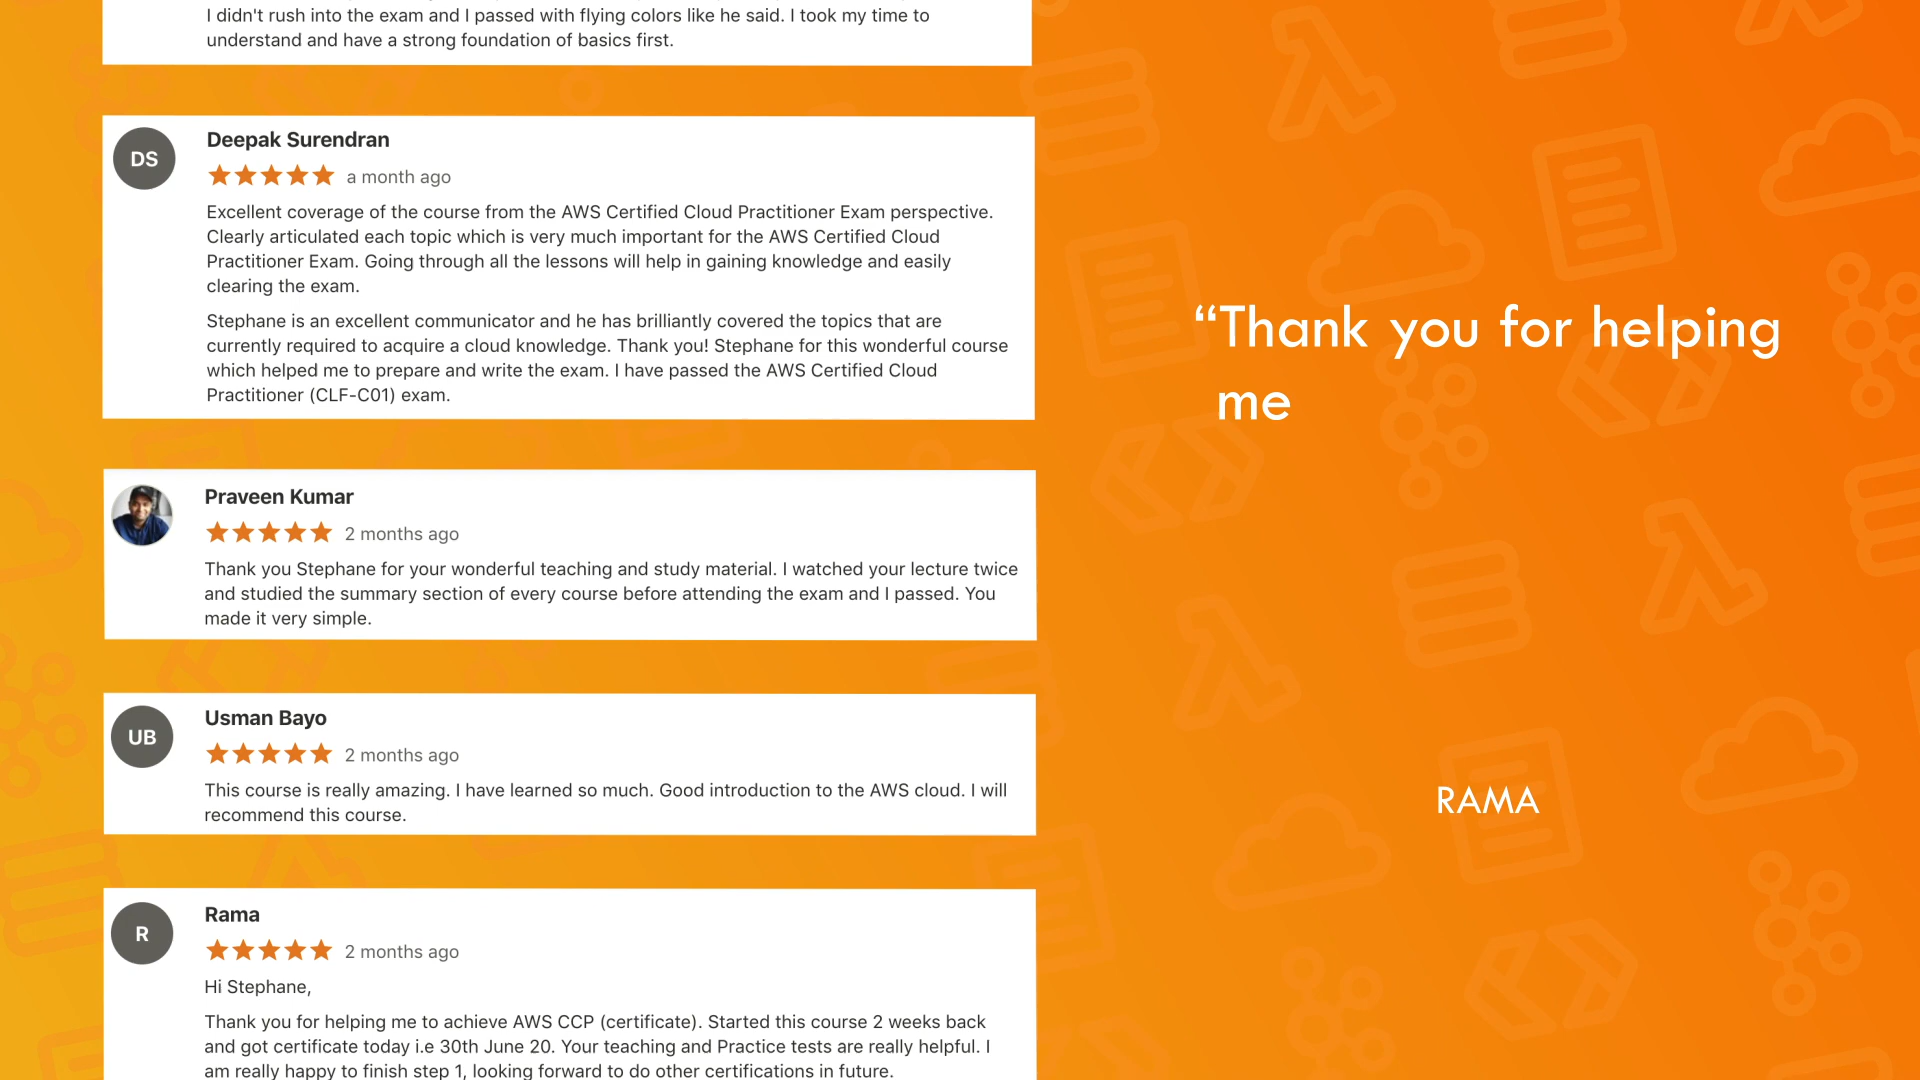 I didn't rush into the exam and I passed with flying colors like he said. I took my time to
understand and have a strong foundation of basics first.
DS
Deepak Surendran
a month ago
Excellent coverage of the course from the AWS Certified Cloud Practitioner Exam perspective.
Clearly articulated each topic which is very much important for the AWS Certified Cloud
Practitioner Exam. Going through all the lessons will help in gaining knowledge and easily
clearing the exam.
Stephane is an excellent communicator and he has brilliantly covered the topics that are
currently required to acquire a cloud knowledge. Thank you! Stephane for this wonderful course
which helped me to prepare and write the exam. I have passed the AWS Certified Cloud
Practitioner (CLF-C01) exam.
Praveen Kumar
2 months ago
Thank you Stephane for your wonderful teaching and study material. I watched your lecture twice
and studied the summary section of every course before attending the exam and I passed. You
made it very simple.
UB
Usman Bayo
2 months ago
This course is really amazing. I have learned so much. Good introduction to the AWS cloud. I will
recommend this course.
R
Rama
2 months ago
Hi Stephane,
Thank you for helping me to achieve AWS CCP (certificate). Started this course 2 weeks back
and got certificate today i.e 30th June 20. Your teaching and Practice tests are really helpful. I
am really happy to finish step 1, looking forward to do other certifications in future.
“Thank you for helping
me
RAMA